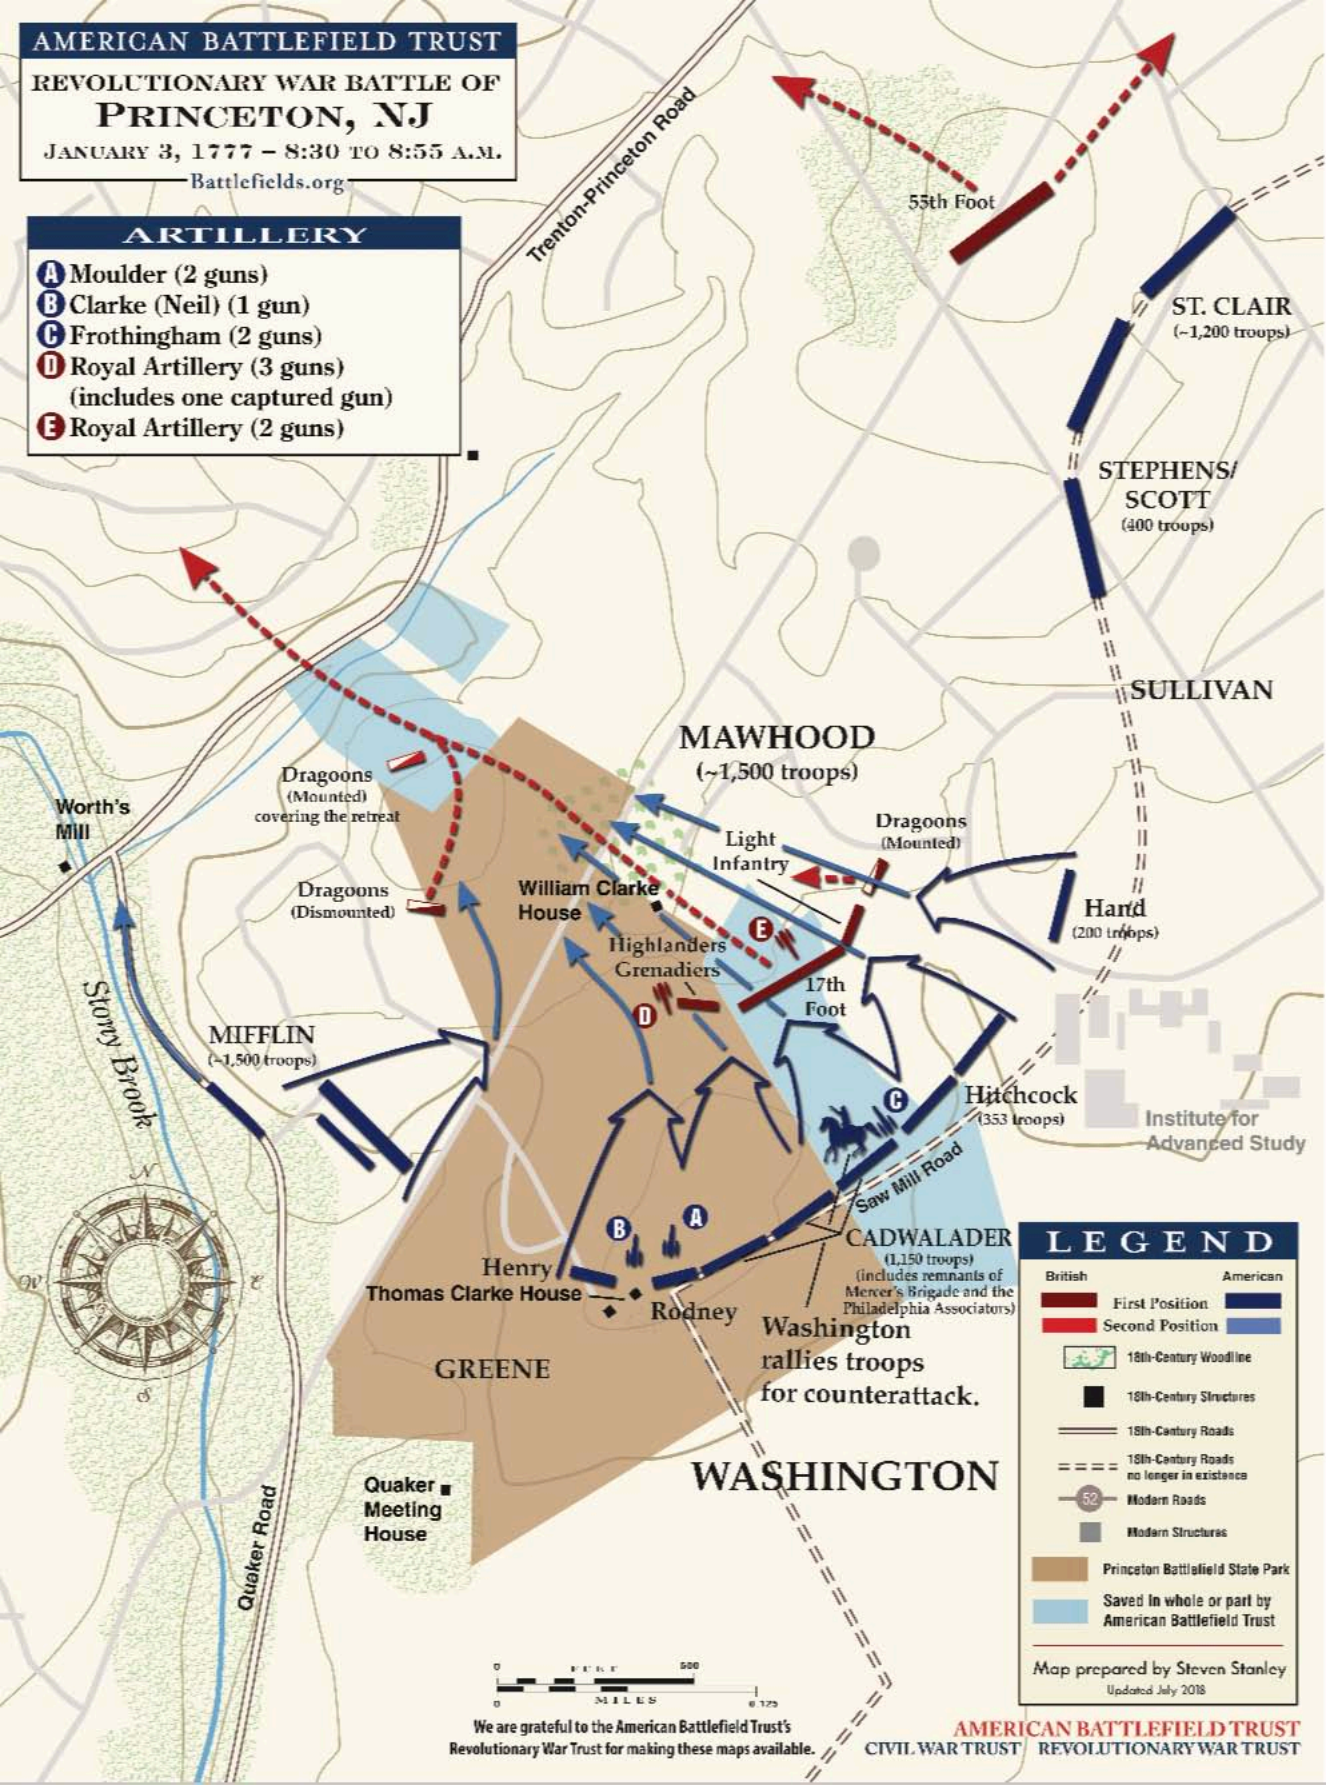 AMERICAN BATTLEFIELD TRUST
REVOLUTIONARY WAR BATTLE OF
PRINCETON, NJ
JANUARY 3, 1777 – 8:30 TO 8:55 A.M.
Battlefields.org
ARTILLERY
A Moulder (2 guns)
B Clarke (Neil) (1 gun)
C Frothingham (2 guns)
D Royal Artillery (3 guns)
(includes one captured gun)
E Royal Artillery (2 guns)
Trenton-Princeton Road
55th Foot
ST. CLAIR
(~1,200 troops)
STEPHENS/
SCOTT
(400 troops)
SULLIVAN
MAWHOOD
(~1,500 troops)
Dragoons
(Mounted)
covering the retreat
Worth's
Mill
Dragoons
(Mounted)
Light
Infantry
Dragoons
(Dismounted)
William Clarke
House
Hand
(200 troops)
E
Highlanders
Grenadiers
17th
Foot
D
Stony Brook
MIFFLIN
(~1,500 troops)
C
Hitchcock
(353 troops)
Institute for
Advanced Study
Saw Mill Road
N
W
E
S
B
A
CADWALADER
(1,150 troops)
(includes remnants of
Mercer's Brigade and the
Philadelphia Associators)
Henry
Thomas Clarke House
Rodney
Washington
rallies troops
for counterattack.
GREENE
WASHINGTON
Quaker
Meeting
House
Quaker Road
LEGEND
British
American
First Position
Second Position
18th-Century Woodline
18th-Century Structures
18th-Century Roads
18th-Century Roads
no longer in existence
52
Modern Roads
Modern Structures
Princeton Battlefield State Park
Saved in whole or part by
American Battlefield Trust
Map prepared by Steven Stanley
Updated July 2018
0 FEET 500
MILES
0 0.125
We are grateful to the American Battlefield Trust's
Revolutionary War Trust for making these maps available.
AMERICAN BATTLEFIELD TRUST
CIVIL WAR TRUST REVOLUTIONARY WAR TRUST